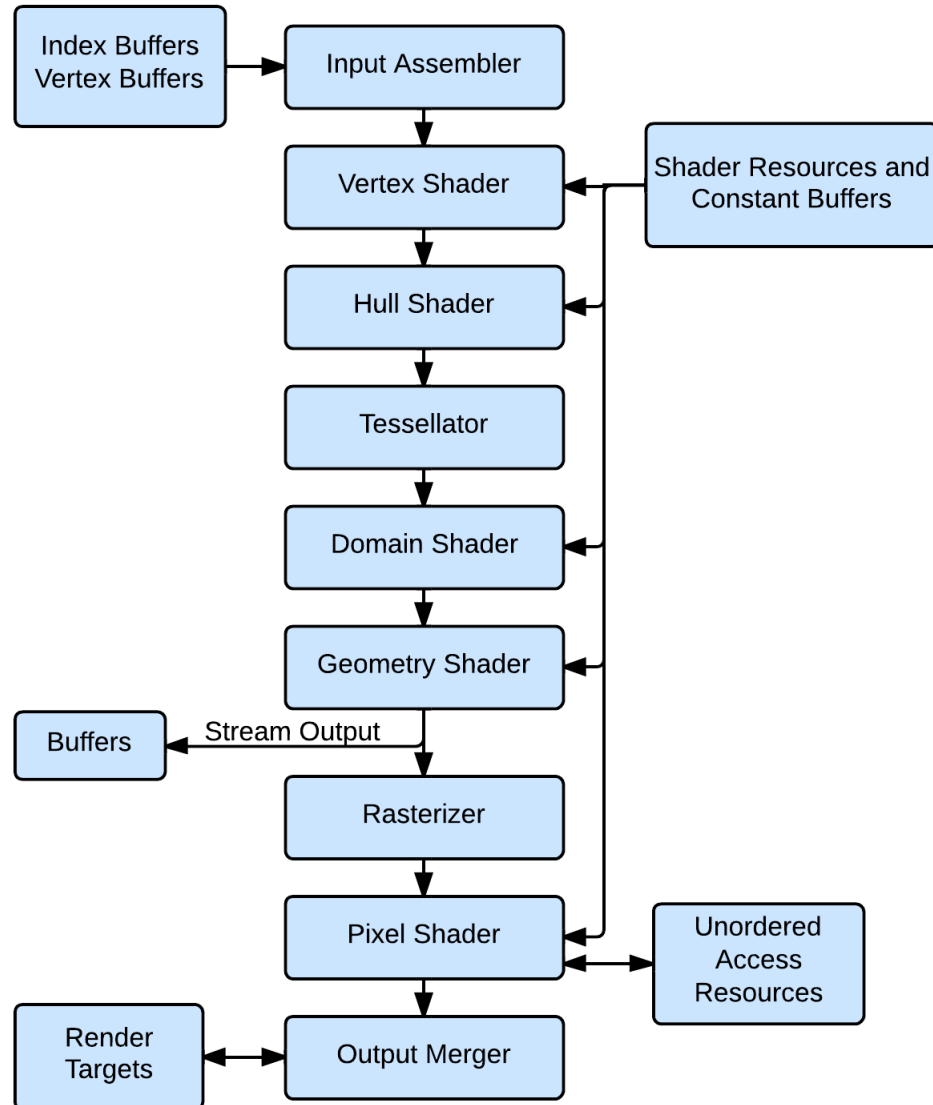 Index Buffers
Vertex Buffers
Input Assembler
Vertex Shader
Shader Resources and
Constant Buffers
Hull Shader
Tessellator
Domain Shader
Geometry Shader
Stream Output
Buffers
Rasterizer
Pixel Shader
Unordered
Access
Resources
Render
Targets
Output Merger